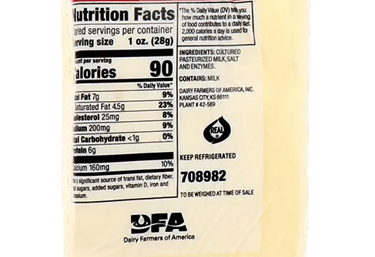 Nutrition Facts
servings per container
serving size 1 oz. (28g)
per serving
Calories 90
% Daily Value*
Fat 7g 9%
Saturated Fat 4.5g 23%
Cholesterol 25mg 8%
Sodium 200mg 9%
Carbohydrate <1g 0%
Protein 6g
Calcium 160mg 10%
significant source of trans fat, dietary fiber,
sugars, added sugars, vitamin D, iron and
*The % Daily Value (DV) tells you
how much a nutrient in a serving
of food contributes to a daily diet.
2,000 calories a day is used for
general nutrition advice.
INGREDIENTS: CULTURED
PASTEURIZED MILK, SALT
AND ENZYMES.
CONTAINS: MILK
DAIRY FARMERS OF AMERICA, INC.
KANSAS CITY, KS 66111
PLANT # 42-569
REAL
KEEP REFRIGERATED
708982
TO BE WEIGHED AT TIME OF SALE
DFA
Dairy Farmers of America